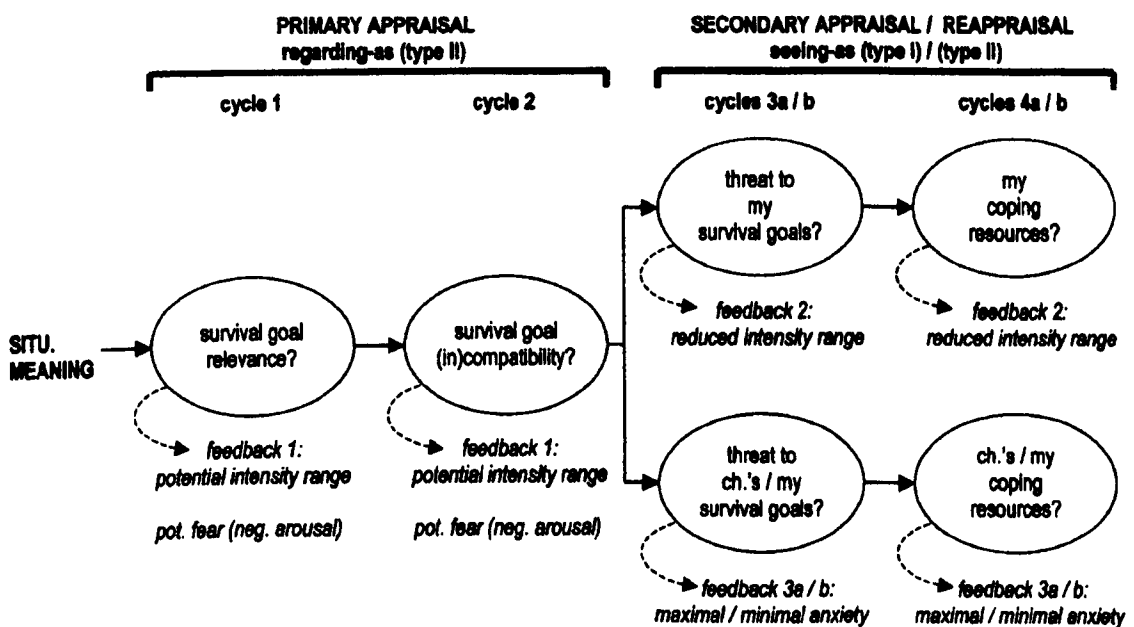 PRIMARY APPRAISAL
regarding-as (type II)
SECONDARY APPRAISAL / REAPPRAISAL
seeing-as (type I) / (type II)
cycle 1
cycle 2
cycles 3a / b
cycles 4a / b
threat to
my
survival goals?
my
coping
resources?
feedback 2:
reduced intensity range
feedback 2:
reduced intensity range
SITU.
MEANING
survival goal
relevance?
survival goal
(in)compatibility?
feedback 1:
potential intensity range
pot. fear (neg. arousal)
feedback 1:
potential intensity range
pot. fear (neg. arousal)
threat to
ch.'s / my
survival goals?
ch.'s / my
coping
resources?
feedback 3a / b:
maximal / minimal anxiety
feedback 3a / b:
maximal / minimal anxiety